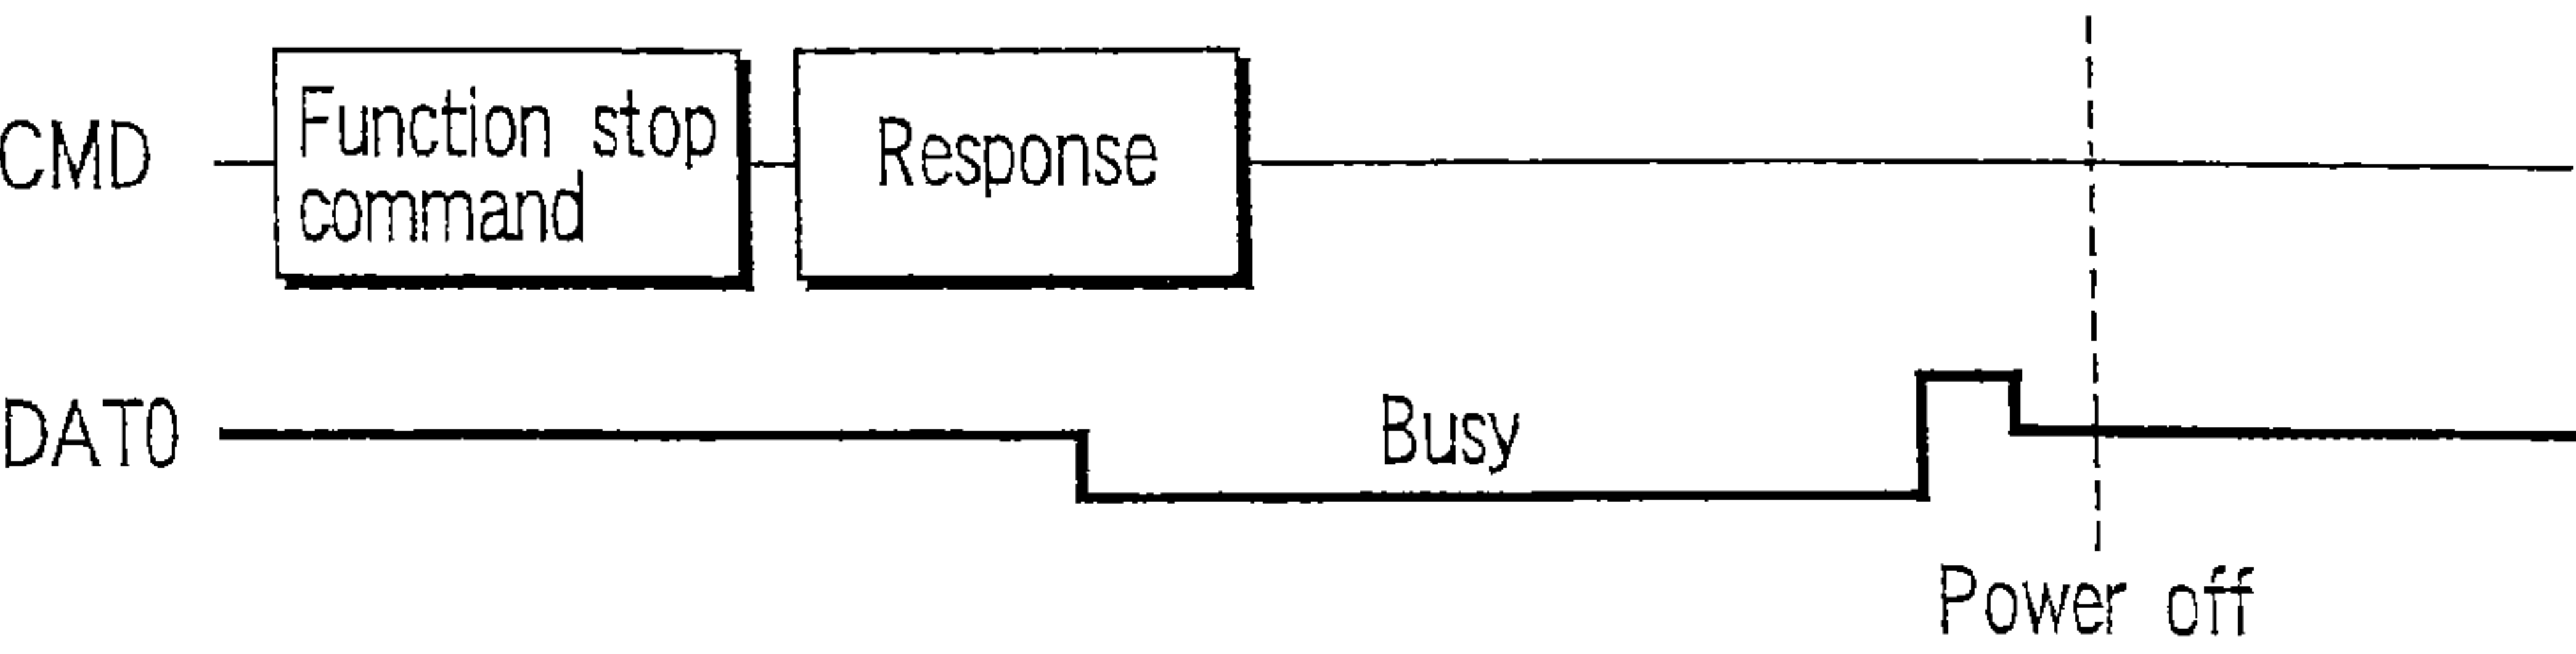 CMD
Function stop
command
Response
DAT0
Busy
Power off